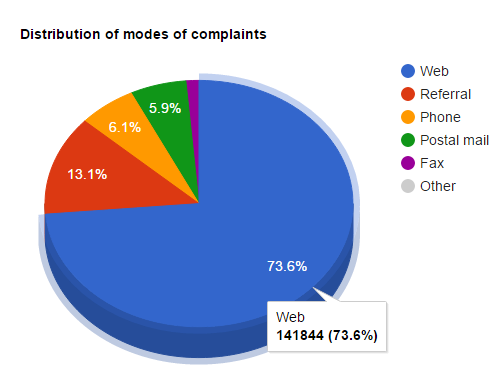 Distribution of modes of complaints
Web
Referral
Phone
Postal mail
Fax
Other
5.9%
6.1%
13.1%
73.6%
Web
141844 (73.6%)